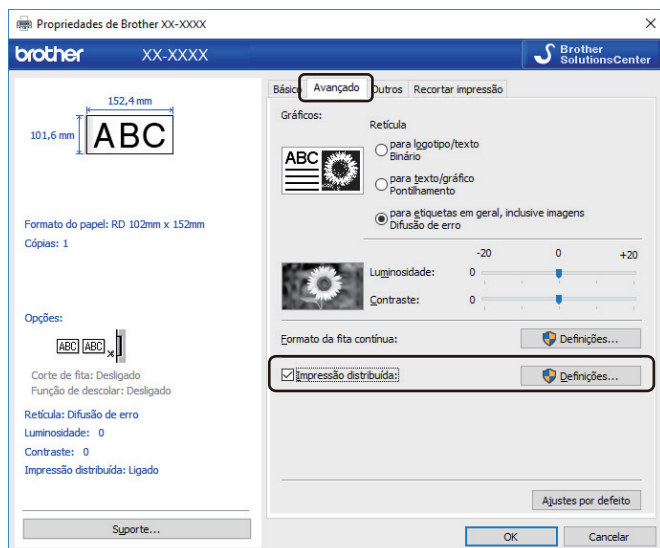 Propriedades de Brother XX-XXXX
brother XX-XXXX
Brother
SolutionsCenter
152,4 mm
101,6 mm
ABC
Formato do papel: RD 102mm x 152mm
Cópias: 1
Opções:
ABC ABC
Corte de fita: Desligado
Função de descolar: Desligado
Retícula: Difusão de erro
Luminosidade: 0
Contraste: 0
Impressão distribuída: Ligado
Suporte...
Básico Avançado Outros Recortar impressão
Gráficos:
Retícula
ABC
para logotipo/texto
Binário
para texto/gráfico
Pontilhamento
para etiquetas em geral, inclusive imagens
Difusão de erro
-20 0 +20
Luminosidade: 0
Contraste: 0
Formato da fita contínua: Definições...
Impressão distribuída: Definições...
Ajustes por defeito
OK Cancelar